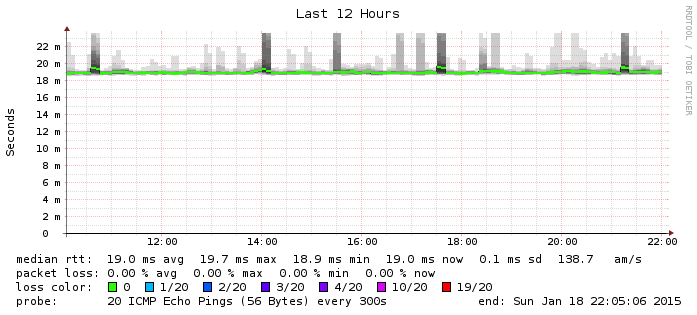 Last 12 Hours
RRDTOOL / TOBI OETIKER
Seconds
22 m
20 m
18 m
16 m
14 m
12 m
10 m
8 m
6 m
4 m
2 m
0
12:00 14:00 16:00 18:00 20:00 22:00
median rtt: 19.0 ms avg 19.7 ms max 18.9 ms min 19.0 ms now 0.1 ms sd 138.7 am/s
packet loss: 0.00 % avg 0.00 % max 0.00 % min 0.00 % now
loss color: 0 1/20 2/20 3/20 4/20 10/20 19/20
probe: 20 ICMP Echo Pings (56 Bytes) every 300s end: Sun Jan 18 22:05:06 2015